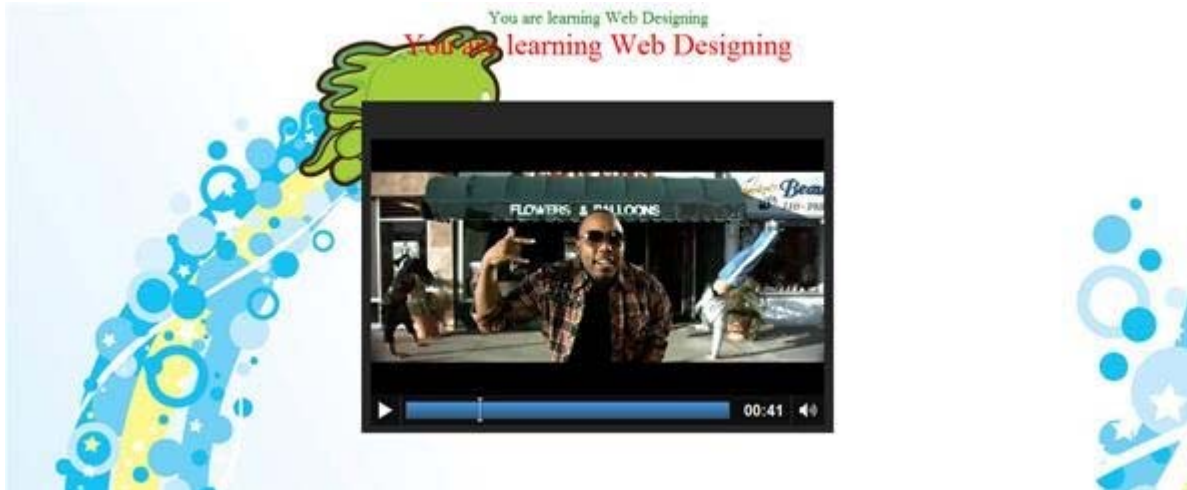 You are learning Web Designing
You are learning Web Designing
FLOWERS & BALLOONS
00:41